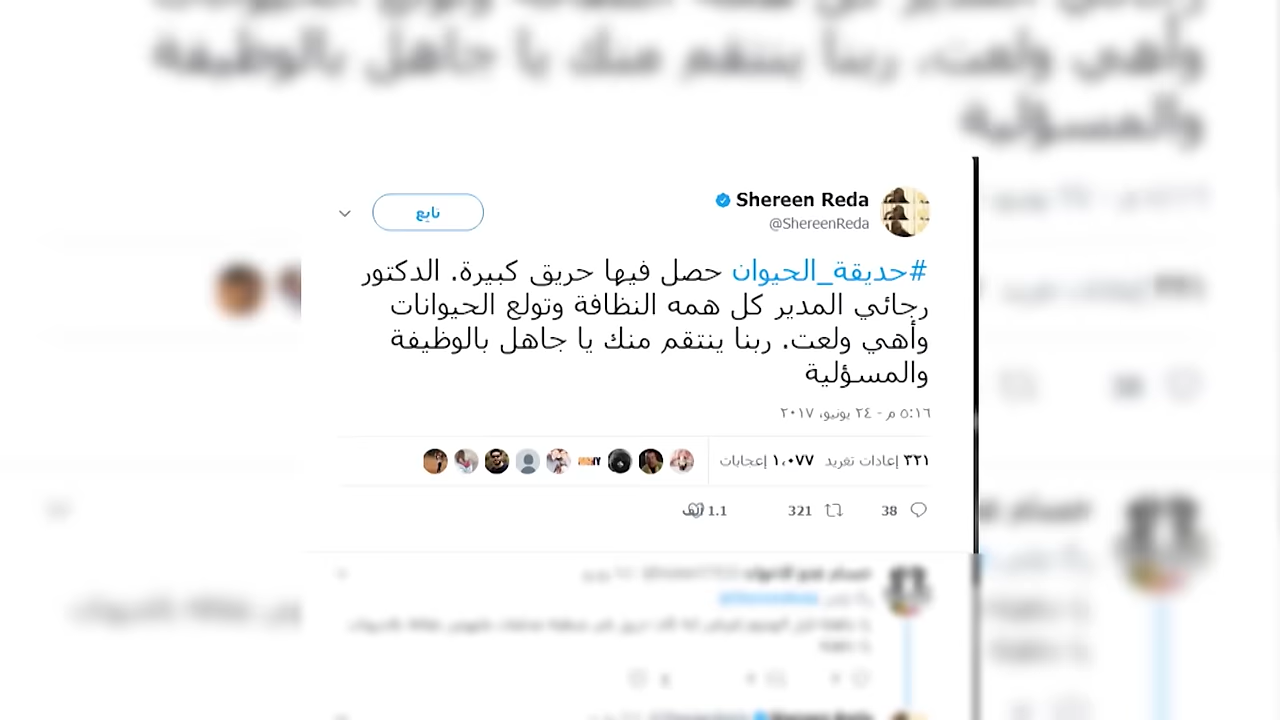 Shereen Reda
@ShereenReda
تابع
#حديقة_الحيوان حصل فيها حريق كبيرة. الدكتور
رجائي المدير كل همه النظافة وتولع الحيوانات
وأهي ولعت. ربنا ينتقم منك يا جاهل بالوظيفة
والمسؤلية
٥:١٦ م - ٢٤ يونيو، ٢٠١٧
٣٢١ إعادات تغريد ١،٠٧٧ إعجابات
38 321 1.1 ألف